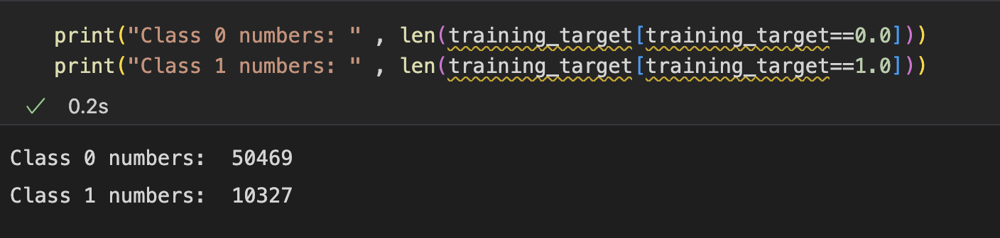 print("Class 0 numbers: " , len(training_target[training_target==0.0]))
print("Class 1 numbers: " , len(training_target[training_target==1.0]))
✓ 0.2s
Class 0 numbers:  50469
Class 1 numbers:  10327